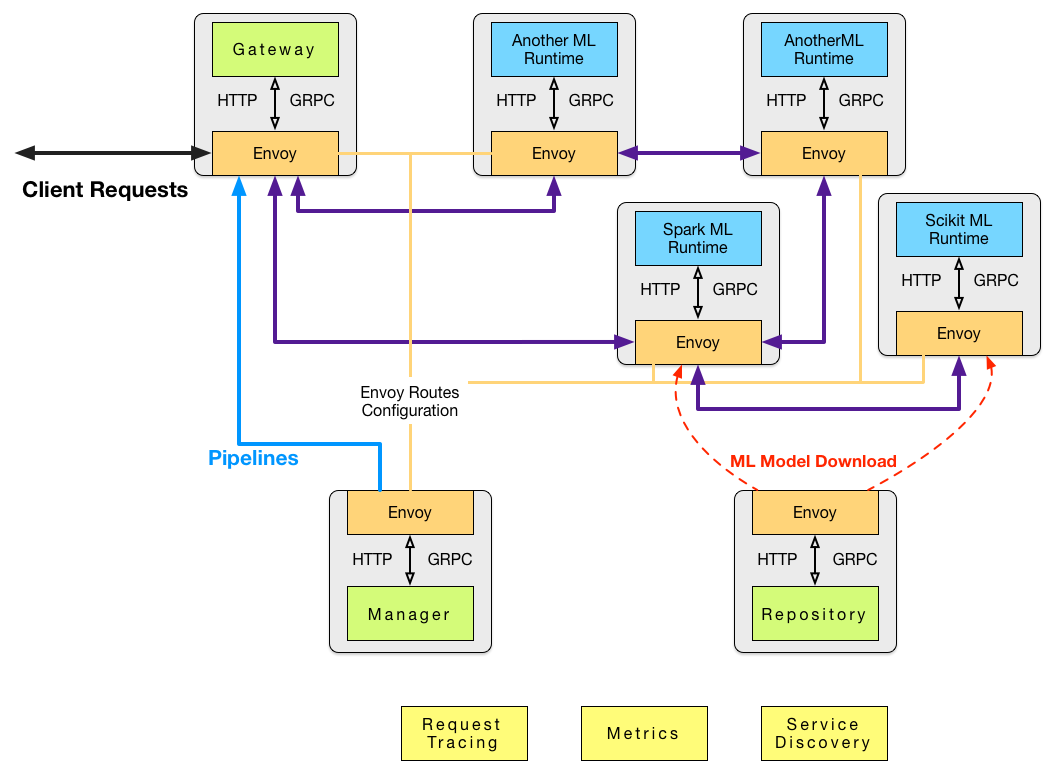 Gateway
HTTP GRPC
Envoy
Another ML
Runtime
HTTP GRPC
Envoy
AnotherML
Runtime
HTTP GRPC
Envoy
Client Requests
Spark ML
Runtime
HTTP GRPC
Envoy
Scikit ML
Runtime
HTTP GRPC
Envoy
Envoy Routes
Configuration
Pipelines
ML Model Download
Envoy
HTTP GRPC
Manager
Envoy
HTTP GRPC
Repository
Request
Tracing
Metrics
Service
Discovery